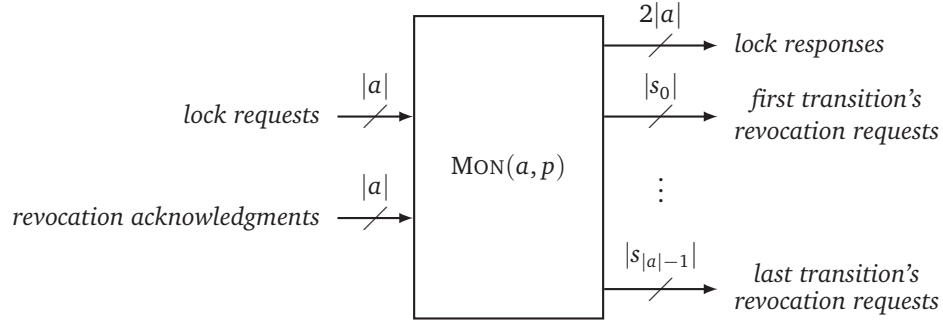 2|a|
lock responses
|a|
lock requests
|s₀|
first transition's
revocation requests
MON(a, p)
|a|
revocation acknowledgments
⋮
|s|a|−1|
last transition's
revocation requests